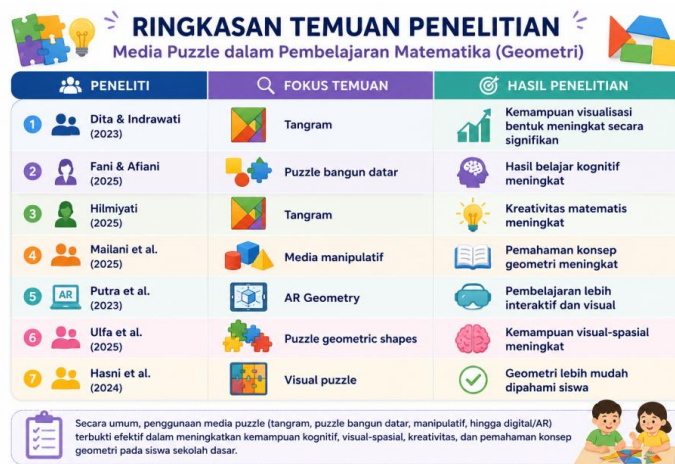 RINGKASAN TEMUAN PENELITIAN
Media Puzzle dalam Pembelajaran Matematika (Geometri)
PENELITI
FOKUS TEMUAN
HASIL PENELITIAN
1
Dita & Indrawati
(2023)
Tangram
Kemampuan visualisasi
bentuk meningkat secara
signifikan
2
Fani & Afiani
(2025)
Puzzle bangun datar
Hasil belajar kognitif
meningkat
3
Hilmiyati
(2025)
Tangram
Kreativitas matematis
meningkat
4
Mailani et al.
(2025)
Media manipulatif
Pemahaman konsep
geometri meningkat
5
AR
Putra et al.
(2023)
AR Geometry
Pembelajaran lebih
interaktif dan visual
6
Ulfa et al.
(2025)
Puzzle geometric shapes
Kemampuan visual-spasial
meningkat
7
Hasni et al.
(2024)
Visual puzzle
Geometri lebih mudah
dipahami siswa
Secara umum, penggunaan media puzzle (tangram, puzzle bangun datar, manipulatif, hingga digital/AR)
terbukti efektif dalam meningkatkan kemampuan kognitif, visual-spasial, kreativitas, dan pemahaman konsep
geometri pada siswa sekolah dasar.